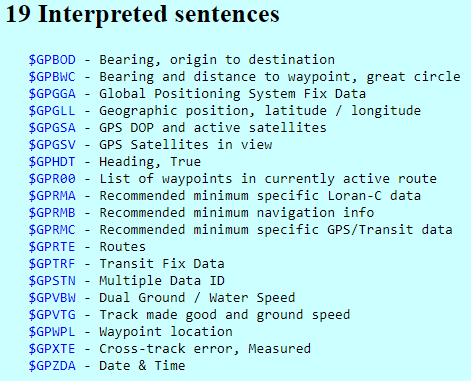 19 Interpreted sentences
$GPBOD - Bearing, origin to destination
$GPBWC - Bearing and distance to waypoint, great circle
$GPGGA - Global Positioning System Fix Data
$GPGLL - Geographic position, latitude / longitude
$GPGSA - GPS DOP and active satellites
$GPGSV - GPS Satellites in view
$GPHDT - Heading, True
$GPR00 - List of waypoints in currently active route
$GPRMA - Recommended minimum specific Loran-C data
$GPRMB - Recommended minimum navigation info
$GPRMC - Recommended minimum specific GPS/Transit data
$GPRTE - Routes
$GPTRF - Transit Fix Data
$GPSTN - Multiple Data ID
$GPVBW - Dual Ground / Water Speed
$GPVTG - Track made good and ground speed
$GPWPL - Waypoint location
$GPXTE - Cross-track error, Measured
$GPZDA - Date & Time